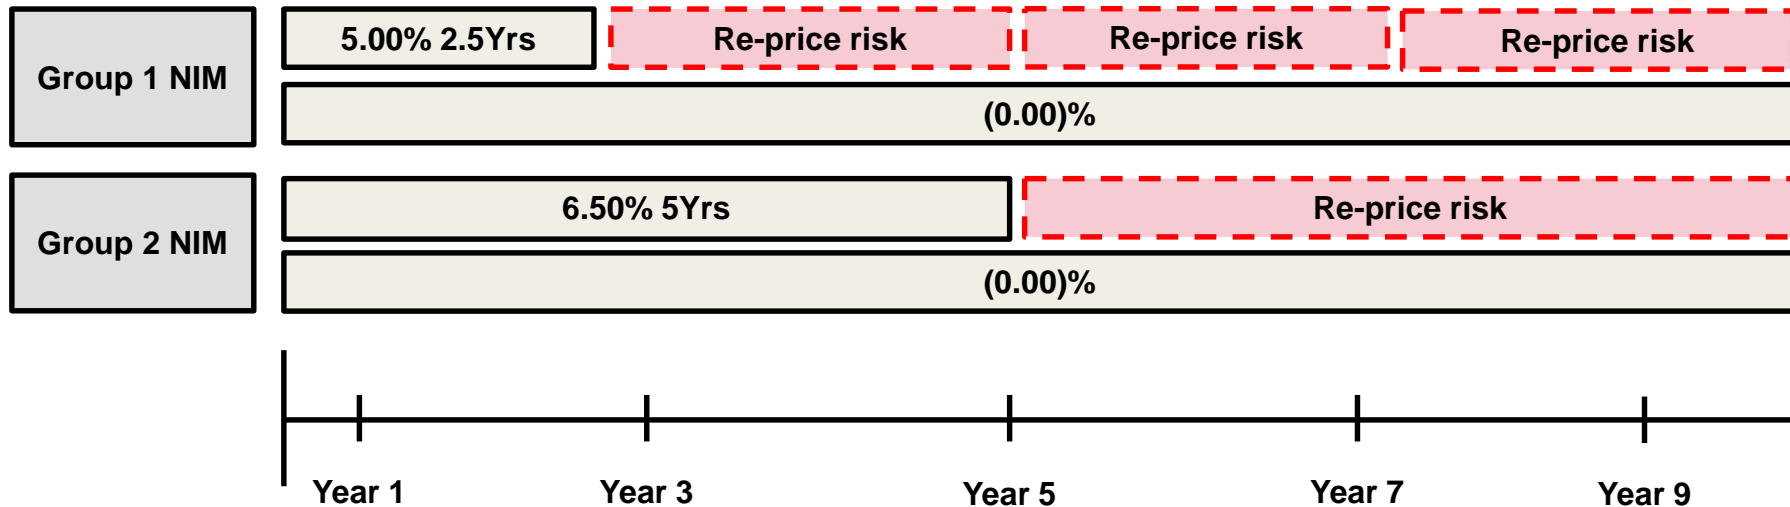 Group 1 NIM
5.00% 2.5Yrs
Re-price risk
Re-price risk
Re-price risk
(0.00)%
Group 2 NIM
6.50% 5Yrs
Re-price risk
(0.00)%
Year 1
Year 3
Year 5
Year 7
Year 9